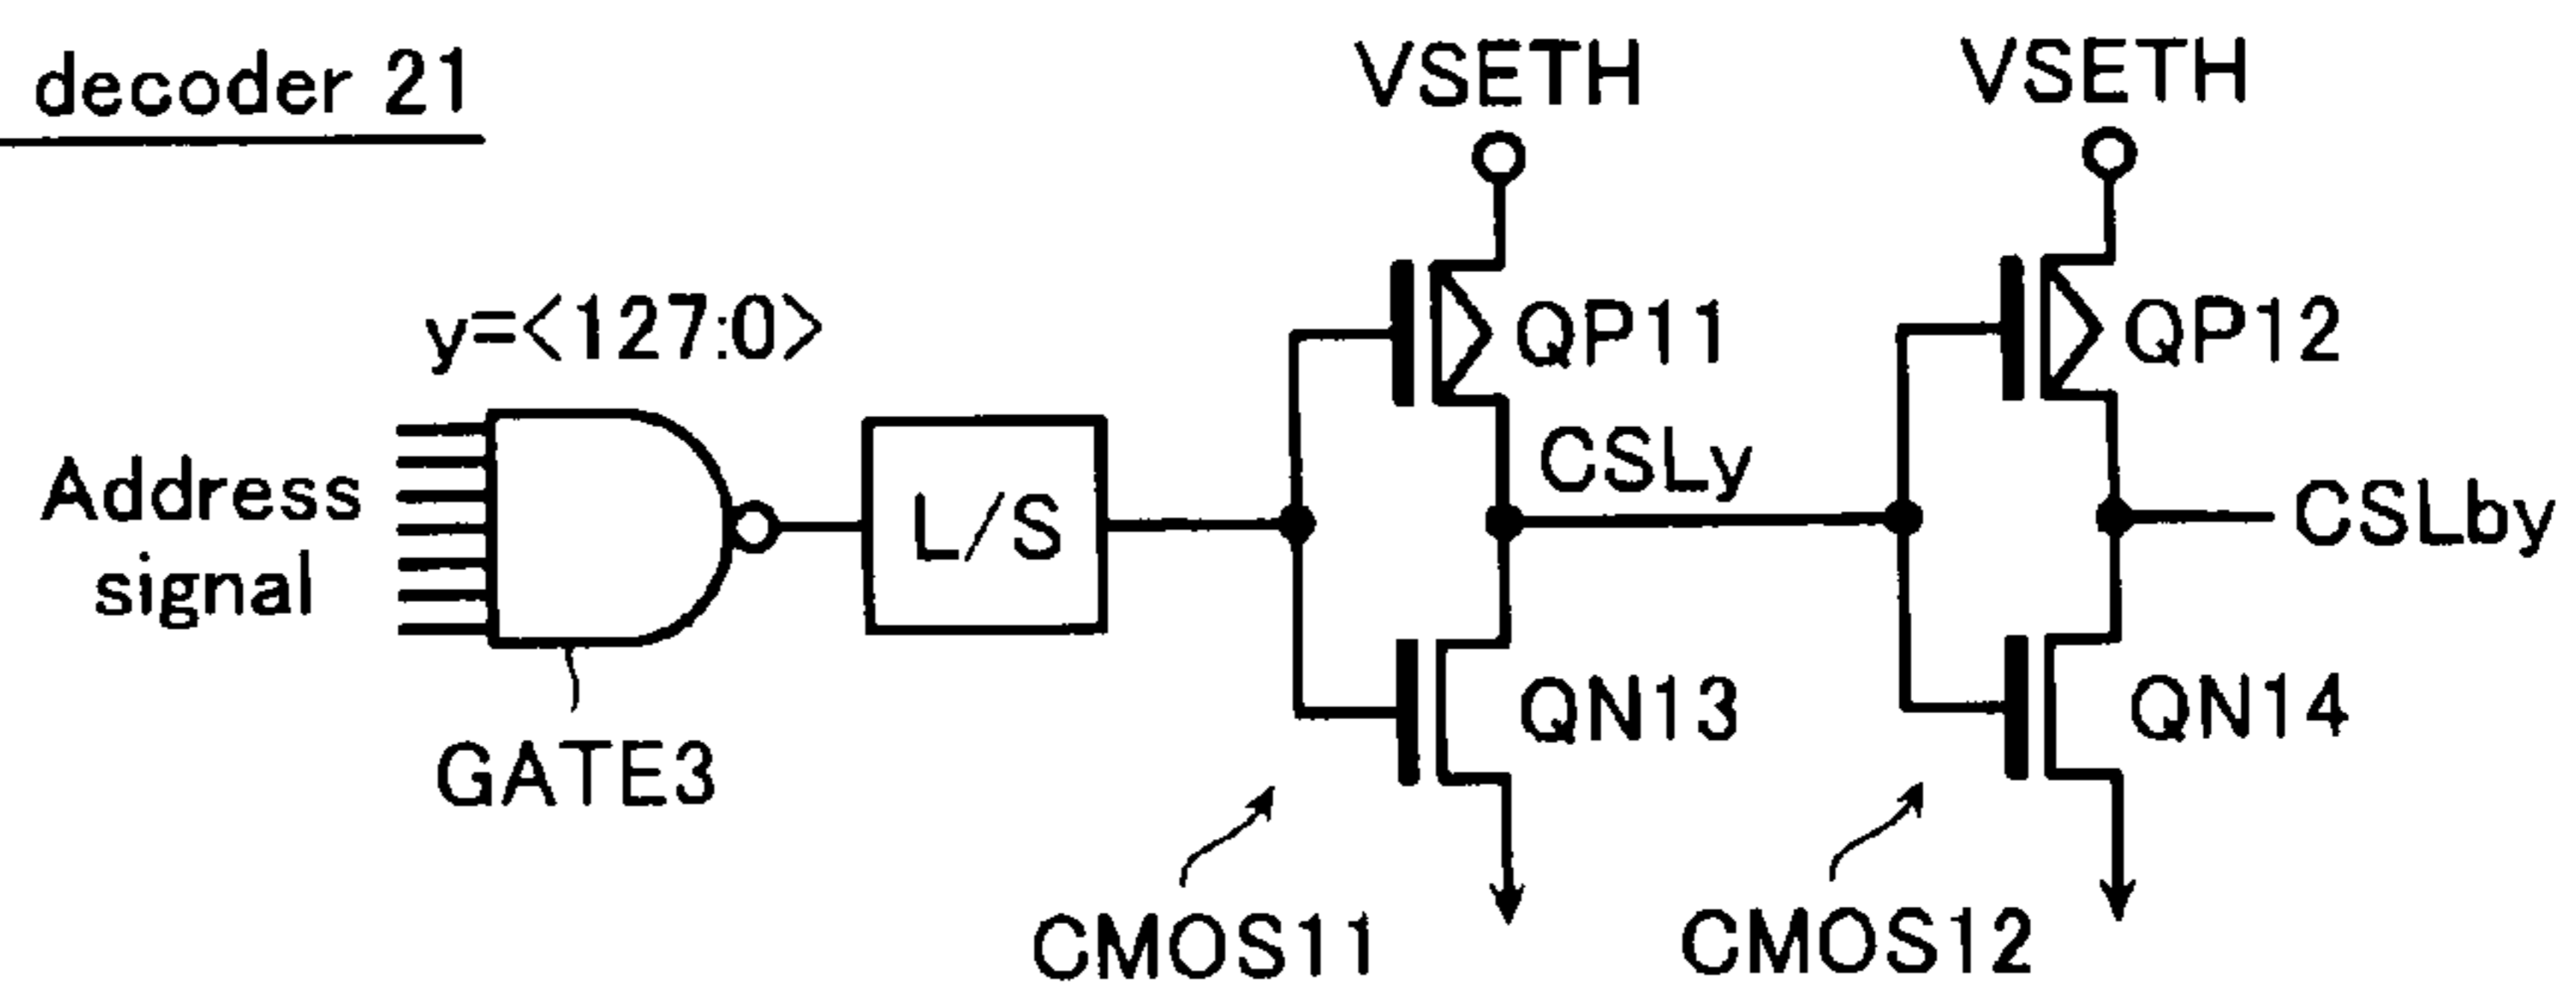 decoder 21
VSETH
VSETH
y=<127:0>
QP11
QP12
Address
signal
L/S
CSLy
CSLby
GATE3
QN13
QN14
CMOS11
CMOS12